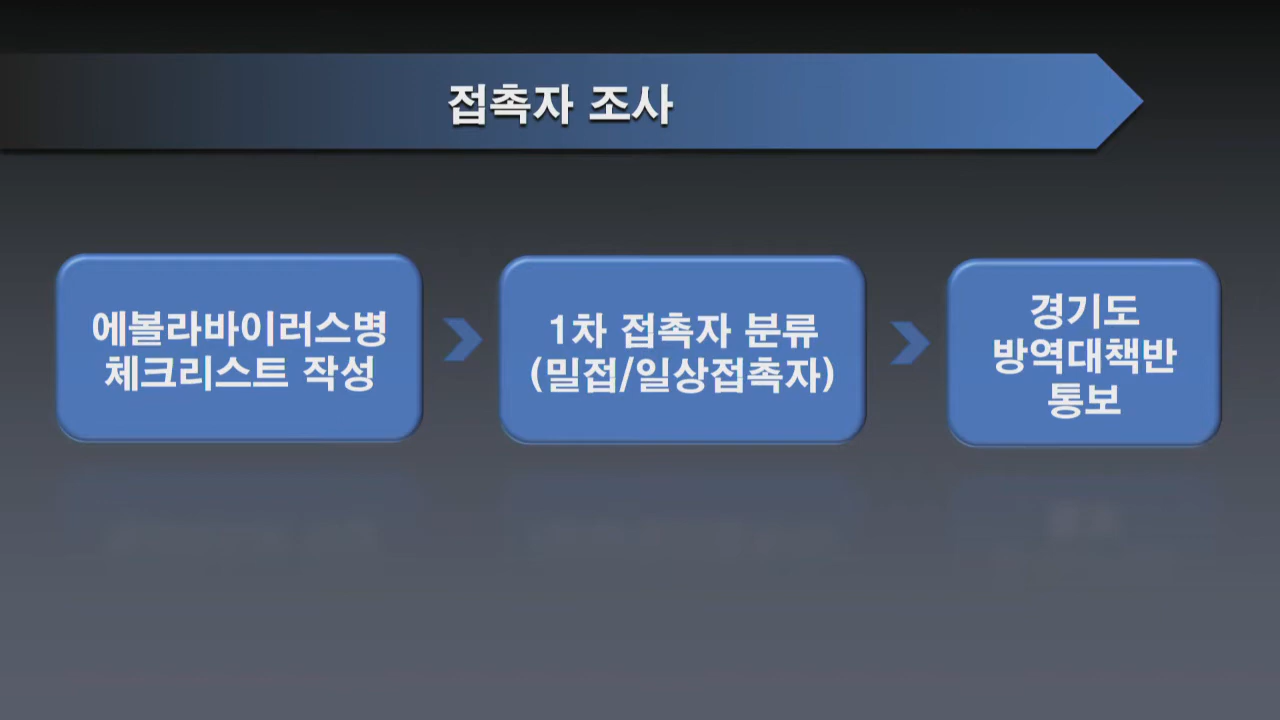 접촉자 조사
에볼라바이러스병
체크리스트 작성
1차 접촉자 분류
(밀접/일상접촉자)
경기도
방역대책반
통보